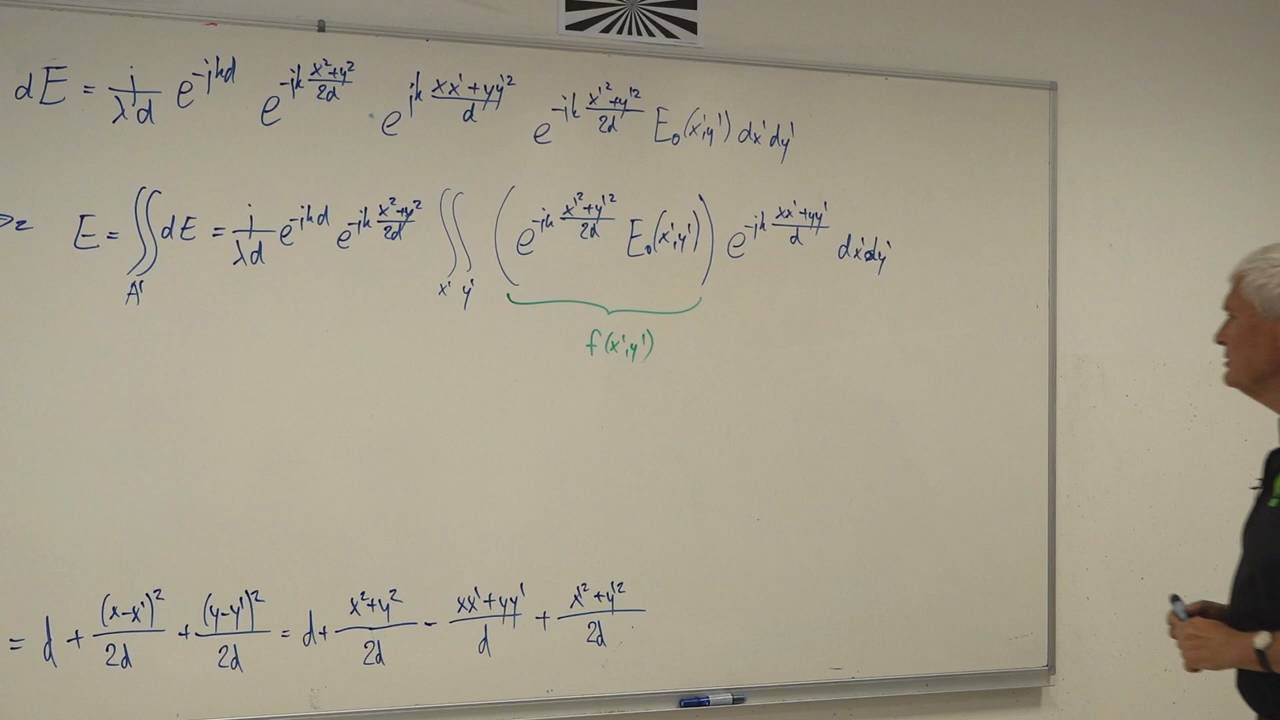 dE = j/λd e^{-jkd} e^{-jk (x²+y²)/2d} e^{jk (xx'+yy'²)/d} e^{-jk (x'²+y'²)/2d} E₀(x',y') dx'dy'
E = ∬_{A'} dE = j/λd e^{-jkd} e^{-jk (x²+y²)/2d} ∬_{x' y'} (e^{-jk (x'²+y'²)/2d} E₀(x',y')) e^{-jk (xx'+yy')/d} dx'dy'
f(x',y')
= d + (x-x')²/2d + (y-y')²/2d = d + (x²+y²)/2d - (xx'+yy')/d + (x'²+y'²)/2d